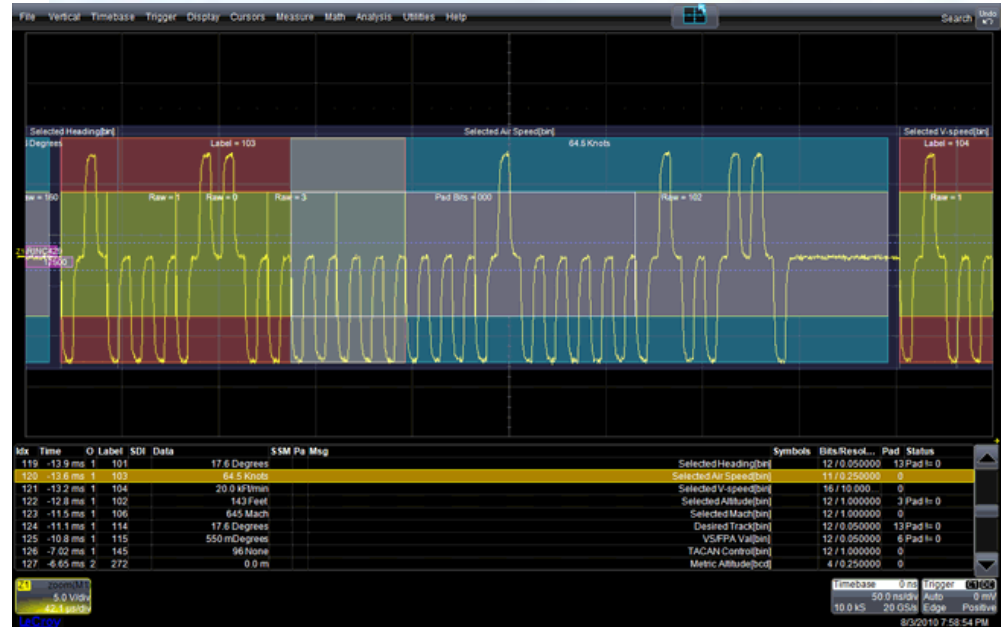 File Vertical Timebase Trigger Display Cursors Measure Math Analysis Utilities Help Search Undo
Selected Heading[bin] Selected Air Speed[bin] Selected V-speed[bin]
Degrees Label = 103 64.5 Knots Label = 104
aw = 160 Raw = 1 Raw = 0 Raw = 3 Pad Bits = 000 Raw = 102 Raw = 1
Z1
12500
Idx Time O Label SDI Data SSM Pa Msg Symbols Bits/Resol... Pad Status
119 -13.9 ms 1 101 17.6 Degrees Selected Heading[bin] 12 / 0.050000 13 Pad != 0
120 -13.6 ms 1 103 64.5 Knots Selected Air Speed[bin] 11 / 0.250000 0
121 -13.2 ms 1 104 20.0 kFt/min Selected V-speed[bin] 16 / 10.000... 0
122 -12.8 ms 1 102 143 Feet Selected Altitude[bin] 12 / 1.000000 3 Pad != 0
123 -11.5 ms 1 106 645 Mach Selected Mach[bin] 12 / 1.000000 0
124 -11.1 ms 1 114 17.6 Degrees Desired Track[bin] 12 / 0.050000 13 Pad != 0
125 -10.8 ms 1 115 550 mDegrees VS/FPA Val[bin] 12 / 0.050000 6 Pad != 0
126 -7.02 ms 1 145 96 None TACAN Control[bin] 12 / 1.000000 0
127 -6.65 ms 2 272 0.0 m Metric Altitude[bcd] 4 / 0.250000 0
Z1 zoom(M1) Timebase 0 ns Trigger C1 DC
5.0 V/div 50.0 ns/div Auto 0 mV
42.1 µs/div 10.0 kS 20 GS/s Edge Positive
LeCroy 8/3/2010 7:58:54 PM